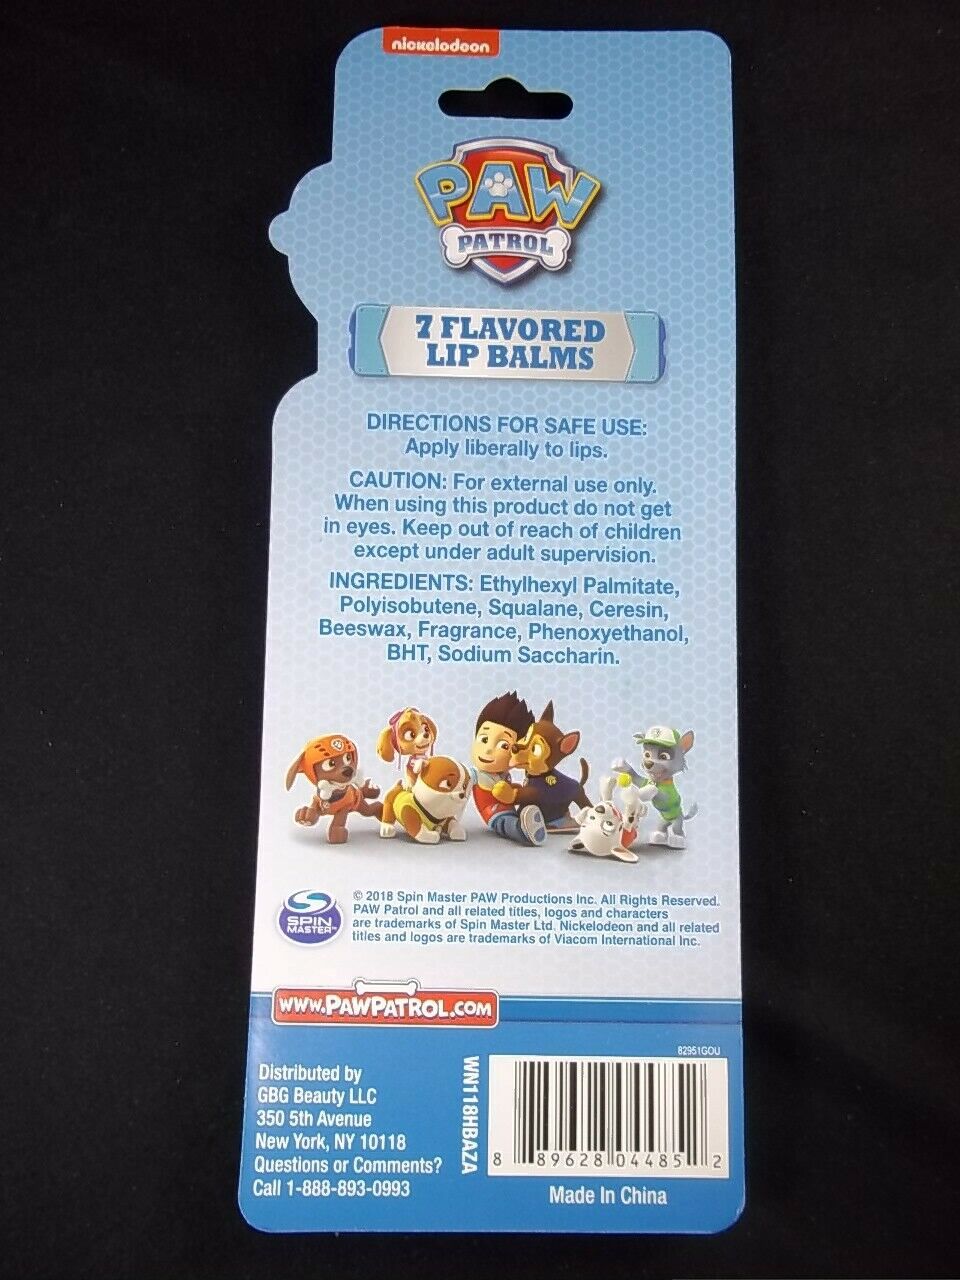 nickelodeon
PAW
PATROL
7 FLAVORED
LIP BALMS
DIRECTIONS FOR SAFE USE:
Apply liberally to lips.
CAUTION: For external use only.
When using this product do not get
in eyes. Keep out of reach of children
except under adult supervision.
INGREDIENTS: Ethylhexyl Palmitate,
Polyisobutene, Squalane, Ceresin,
Beeswax, Fragrance, Phenoxyethanol,
BHT, Sodium Saccharin.
SPIN
MASTER™
© 2018 Spin Master PAW Productions Inc. All Rights Reserved.
PAW Patrol and all related titles, logos and characters
are trademarks of Spin Master Ltd. Nickelodeon and all related
titles and logos are trademarks of Viacom International Inc.
WWW.PAWPATROL.COM
Distributed by
GBG Beauty LLC
350 5th Avenue
New York, NY 10118
Questions or Comments?
Call 1-888-893-0993
WN118HBAZA
82951GOU
8 89628 04485 2
Made In China